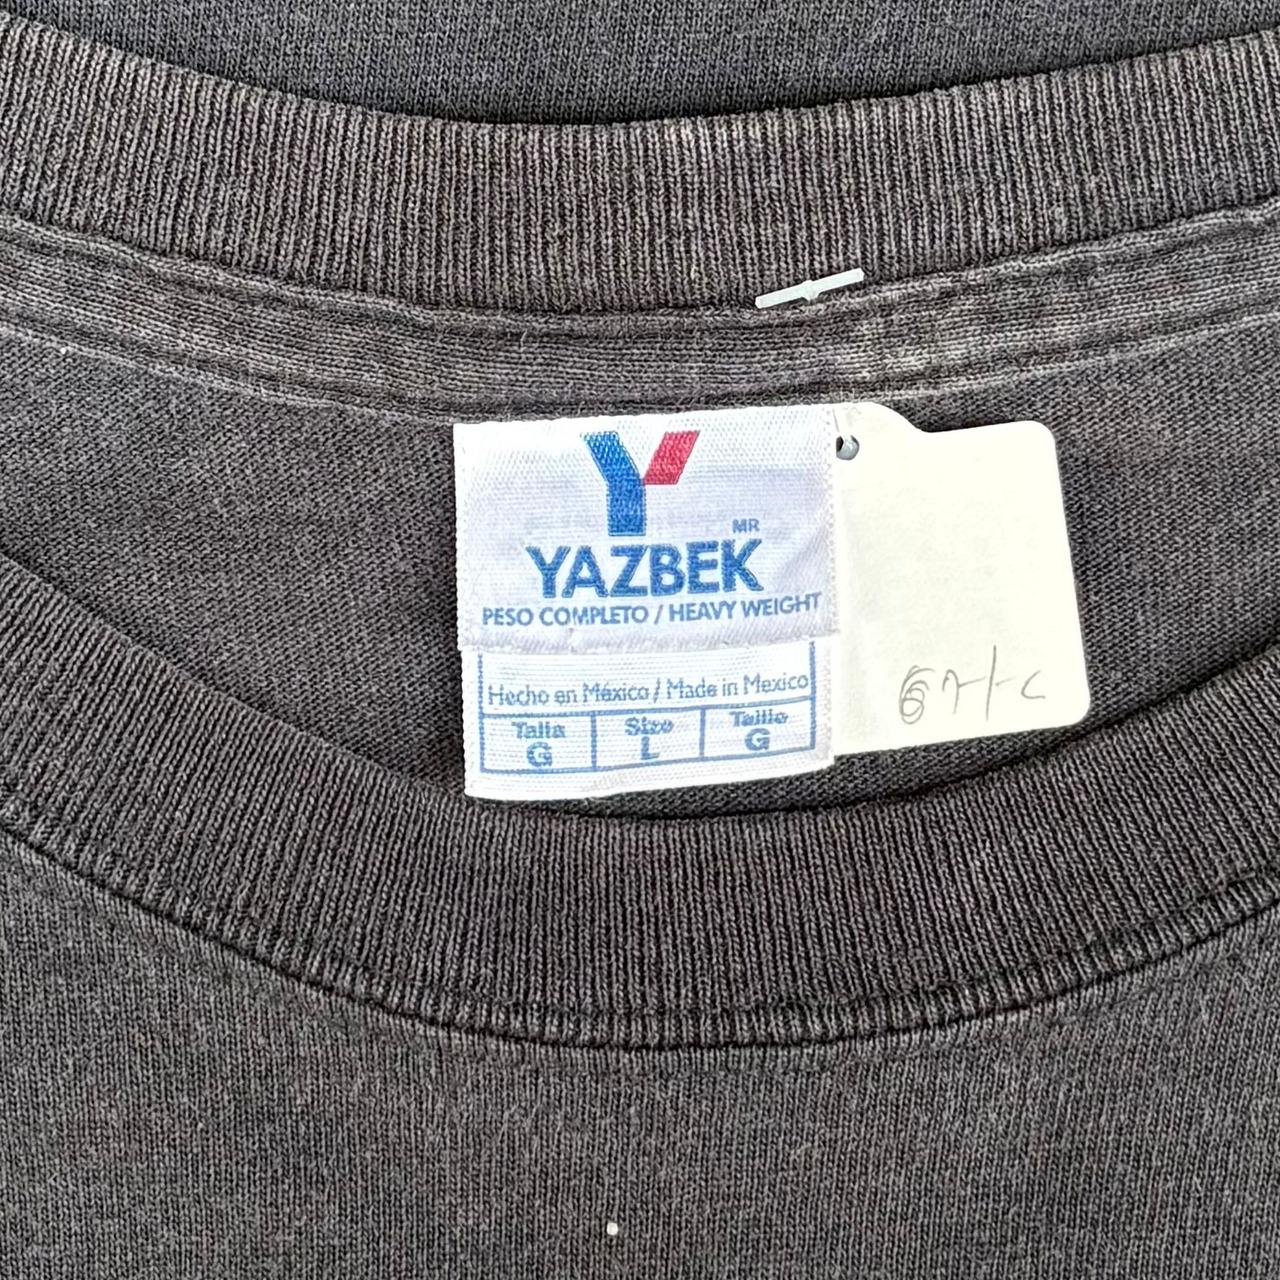 Y
MR
YAZBEK
PESO COMPLETO / HEAVY WEIGHT
Hecho en México / Made in Mexico
Talla Size Taille
G L G